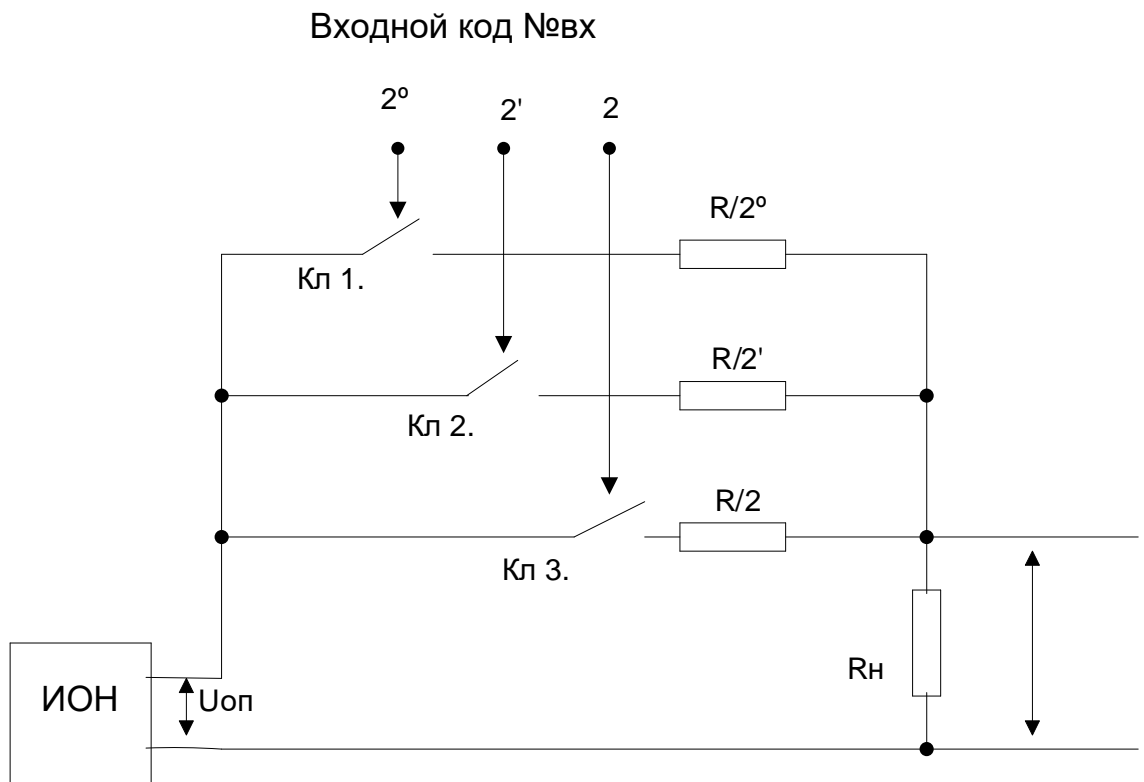 Входной код №вх
2º 2' 2
R/2º
Кл 1.
R/2'
Кл 2.
R/2
Кл 3.
Rн
ИОН Uоп